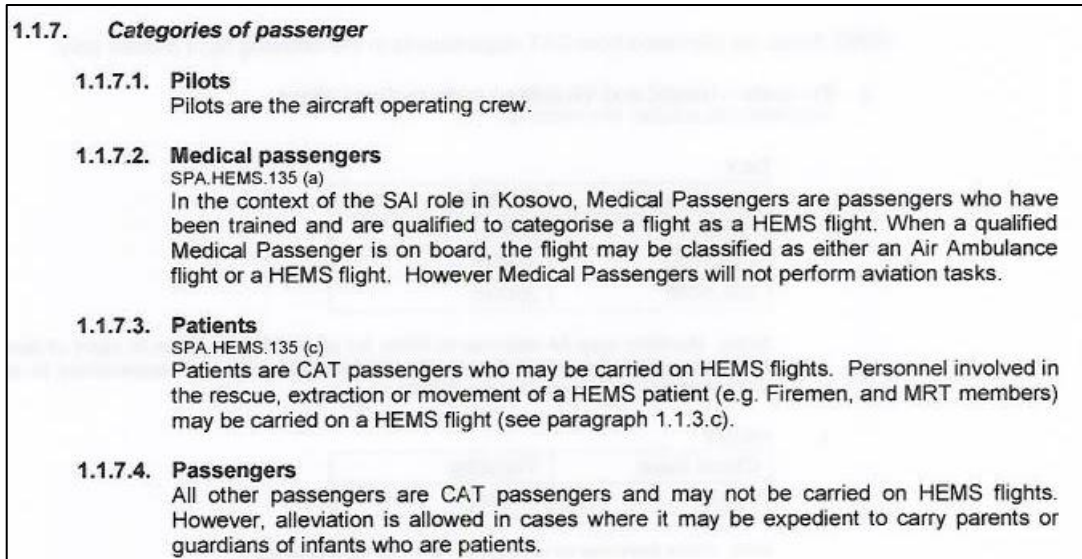 1.1.7. Categories of passenger
1.1.7.1. Pilots
Pilots are the aircraft operating crew.
1.1.7.2. Medical passengers
SPA.HEMS.135 (a)
In the context of the SAI role in Kosovo, Medical Passengers are passengers who have
been trained and are qualified to categorise a flight as a HEMS flight. When a qualified
Medical Passenger is on board, the flight may be classified as either an Air Ambulance
flight or a HEMS flight. However Medical Passengers will not perform aviation tasks.
1.1.7.3. Patients
SPA.HEMS.135 (c)
Patients are CAT passengers who may be carried on HEMS flights. Personnel involved in
the rescue, extraction or movement of a HEMS patient (e.g. Firemen, and MRT members)
may be carried on a HEMS flight (see paragraph 1.1.3.c).
1.1.7.4. Passengers
All other passengers are CAT passengers and may not be carried on HEMS flights.
However, alleviation is allowed in cases where it may be expedient to carry parents or
guardians of infants who are patients.